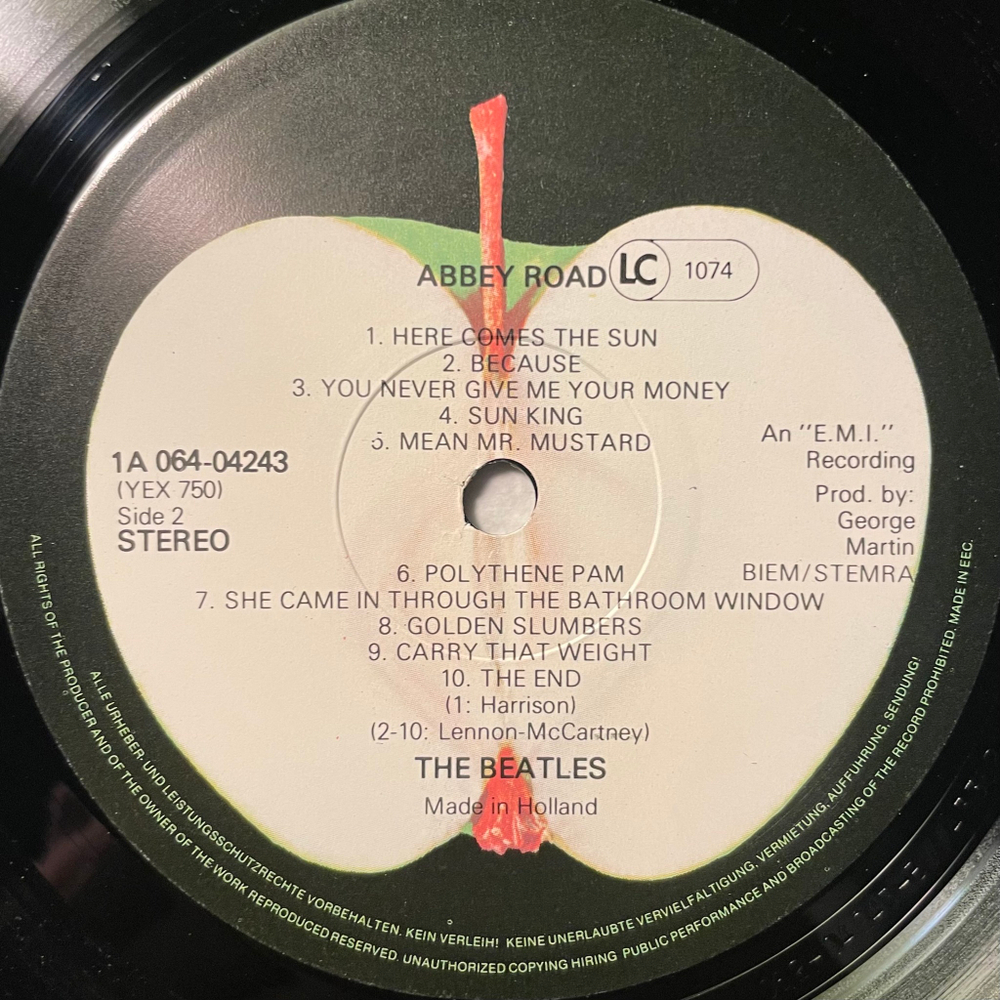 ABBEY ROAD LC 1074
1. HERE COMES THE SUN
2. BECAUSE
3. YOU NEVER GIVE ME YOUR MONEY
4. SUN KING
5. MEAN MR. MUSTARD
1A 064-04243
(YEX 750)
Side 2
STEREO
An "E.M.I."
Recording
Prod. by:
George
Martin
BIEM/STEMRA
6. POLYTHENE PAM
7. SHE CAME IN THROUGH THE BATHROOM WINDOW
8. GOLDEN SLUMBERS
9. CARRY THAT WEIGHT
10. THE END
(1: Harrison)
(2-10: Lennon-McCartney)
THE BEATLES
Made in Holland
ALLE URHEBER- UND LEISTUNGSSCHUTZRECHTE VORBEHALTEN. KEIN VERLEIH! KEINE UNERLAUBTE VERVIELFÄLTIGUNG, VERMIETUNG, AUFFÜHRUNG, SENDUNG!
ALL RIGHTS OF THE PRODUCER AND OF THE OWNER OF THE WORK REPRODUCED RESERVED. UNAUTHORIZED COPYING HIRING PUBLIC PERFORMANCE AND BROADCASTING OF THE RECORD PROHIBITED. MADE IN EEC.